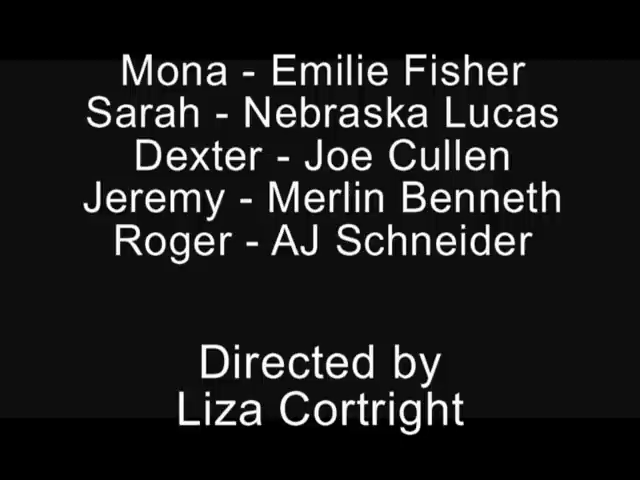 Mona - Emilie Fisher
Sarah - Nebraska Lucas
Dexter - Joe Cullen
Jeremy - Merlin Benneth
Roger - AJ Schneider
Directed by
Liza Cortright